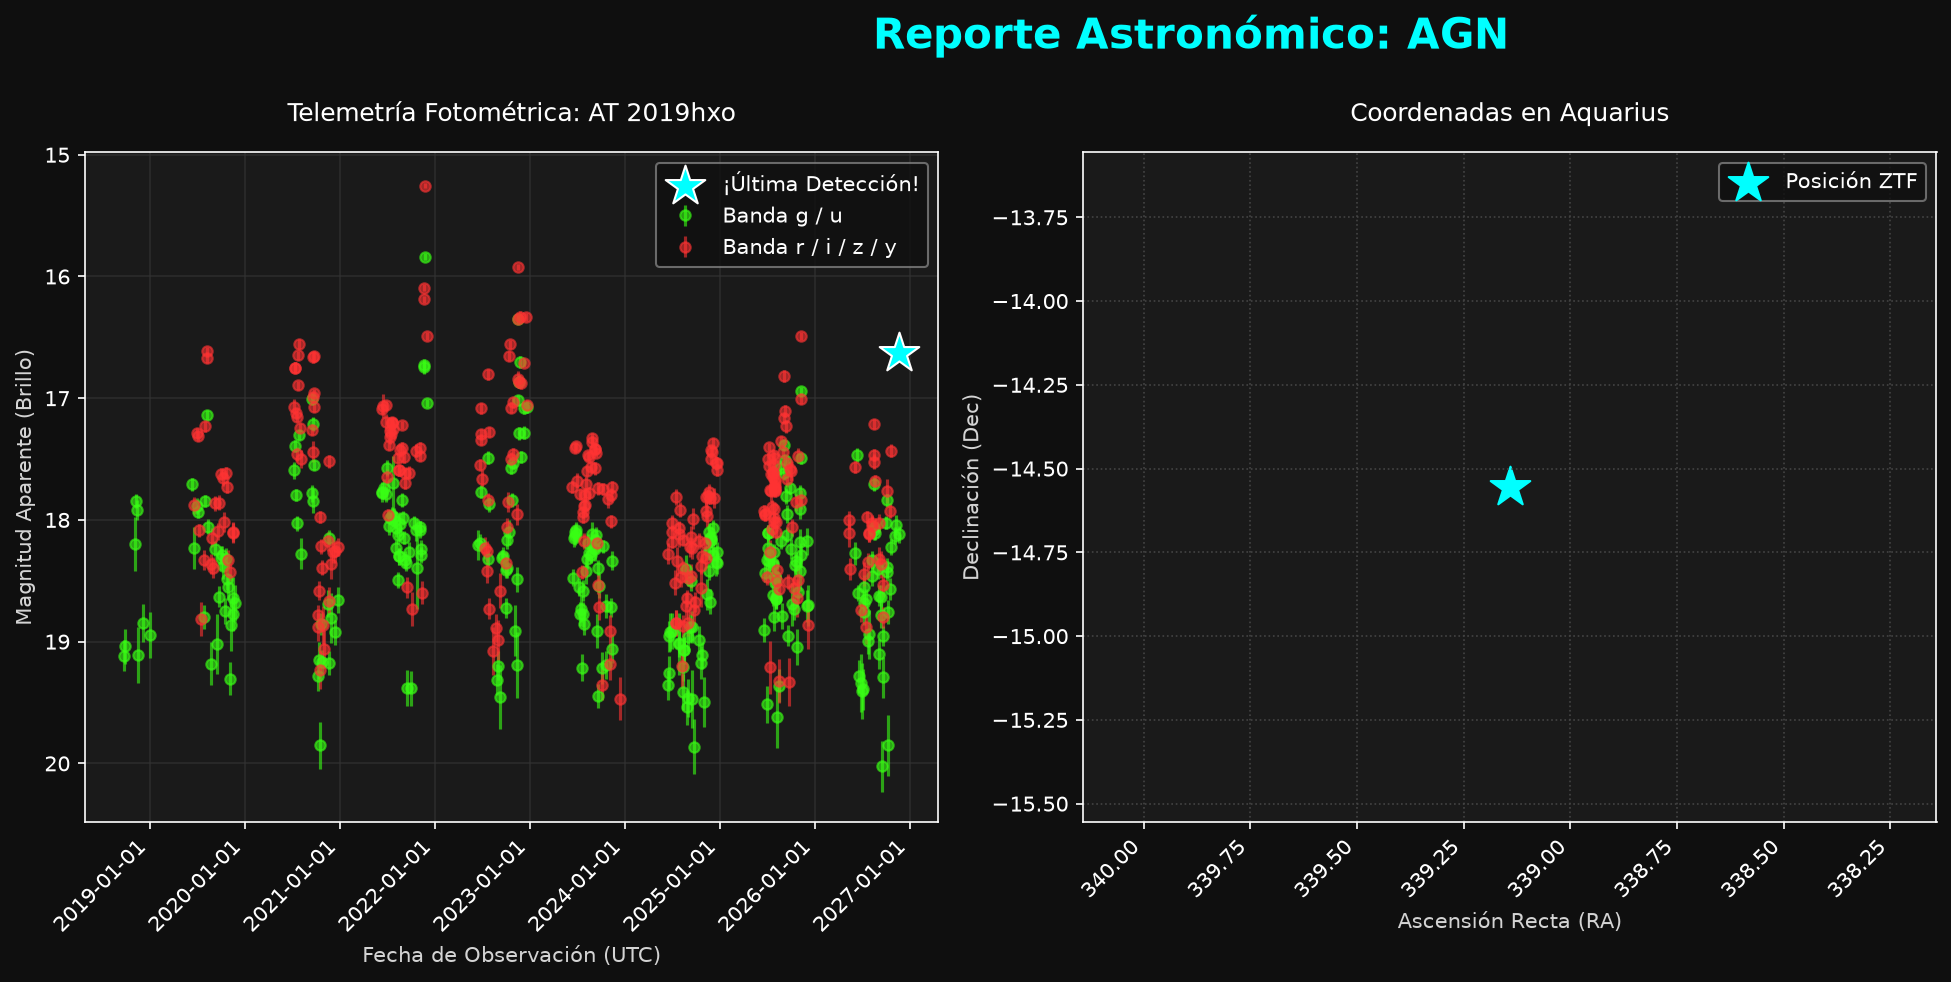 Reporte Astronómico: AGN
Telemetría Fotométrica: AT 2019hxo
¡Última Detección!
Banda g / u
Banda r / i / z / y
Magnitud Aparente (Brillo)
15
16
17
18
19
20
2019-01-01
2020-01-01
2021-01-01
2022-01-01
2023-01-01
2024-01-01
2025-01-01
2026-01-01
2027-01-01
Fecha de Observación (UTC)
Coordenadas en Aquarius
Posición ZTF
Declinación (Dec)
−13.75
−14.00
−14.25
−14.50
−14.75
−15.00
−15.25
−15.50
340.00
339.75
339.50
339.25
339.00
338.75
338.50
338.25
Ascensión Recta (RA)